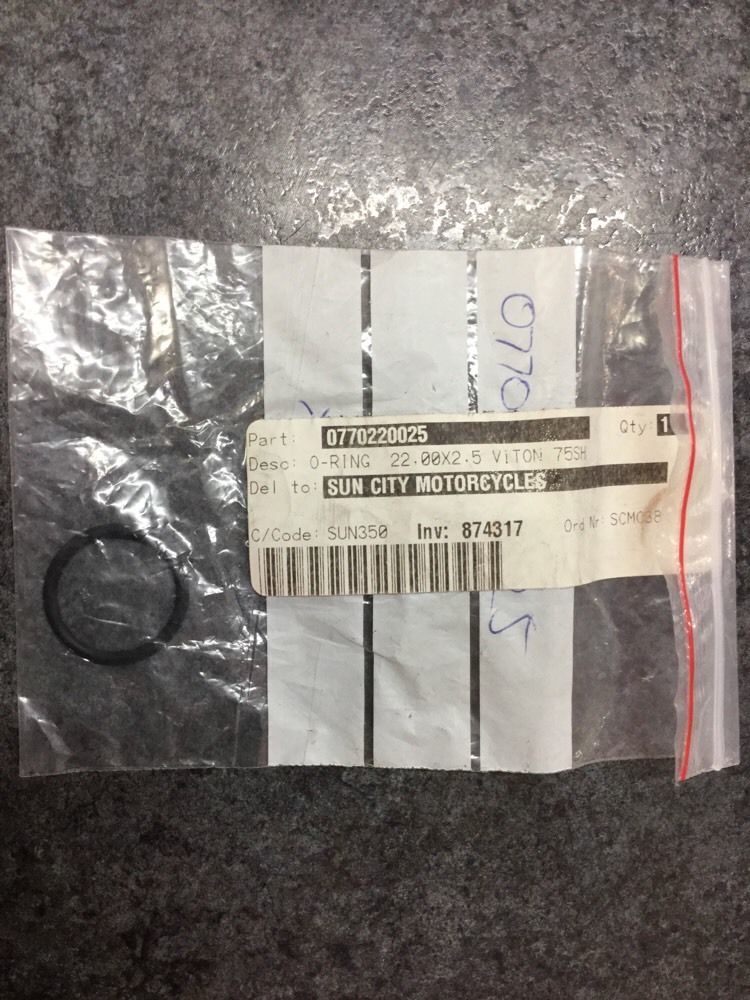 0770
Part: 0770220025 Qty: 1
Desc: O-RING 22.00X2.5 VITON 75SH
Del to: SUN CITY MOTORCYCLES
C/Code: SUN350 Inv: 874317 Ord Nr: SCMC38